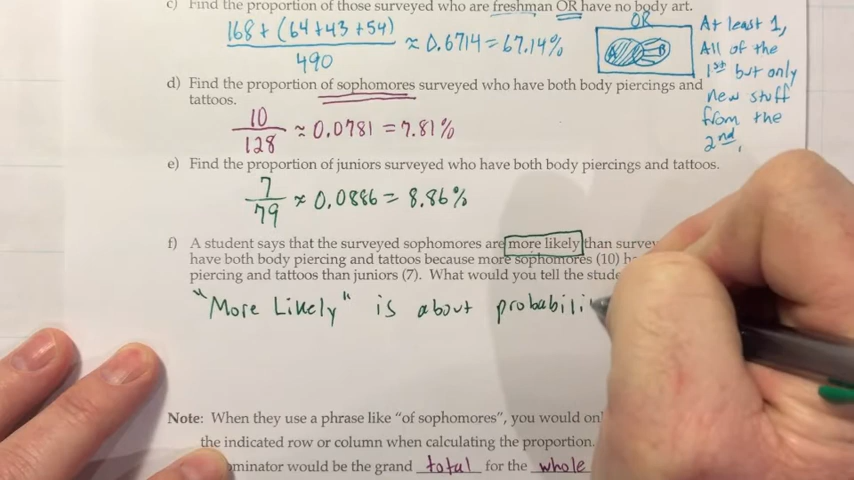 c) Find the proportion of those surveyed who are freshman OR have no body art.
168 + (64+43+54)
490
≈ 0.6714 = 67.14%
OR
A
B
At least 1,
All of the
1st but only
new stuff
from the
2nd.
d) Find the proportion of sophomores surveyed who have both body piercings and
tattoos.
10
128
≈ 0.0781 = 7.81%
e) Find the proportion of juniors surveyed who have both body piercings and tattoos.
7
79
≈ 0.0886 = 8.86%
f) A student says that the surveyed sophomores are more likely than
have both body piercing and tattoos because more sophomores (10)
piercing and tattoos than juniors (7). What would you tell the
"More Likely" is about
Note: When they use a phrase like "of sophomores", you would
the indicated row or column when calculating the proportion.
would be the grand total for the whole